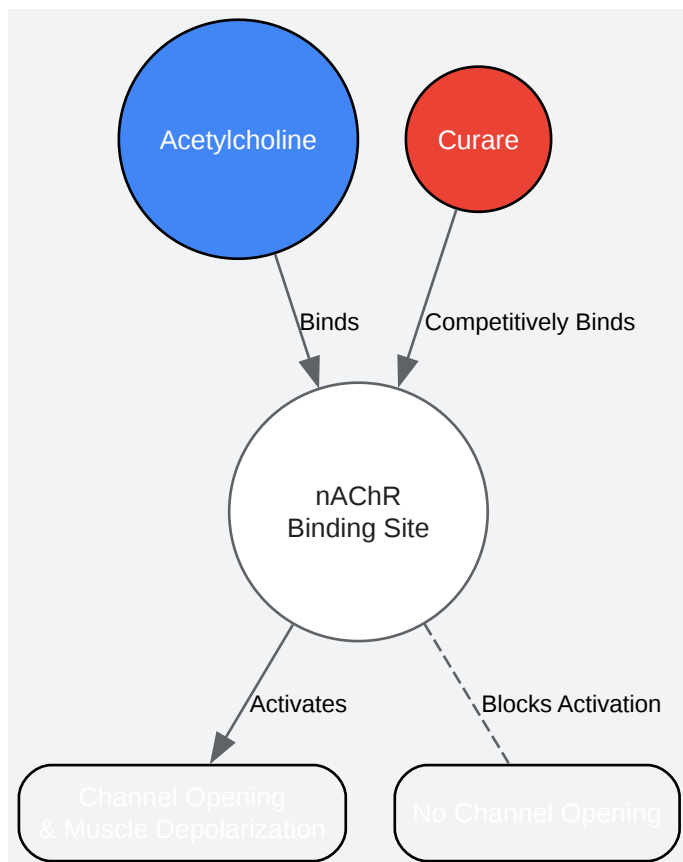 Acetylcholine
Curare
Binds
Competitively Binds
nAChR
Binding Site
Activates
Blocks Activation
Channel Opening
& Muscle Depolarization
No Channel Opening